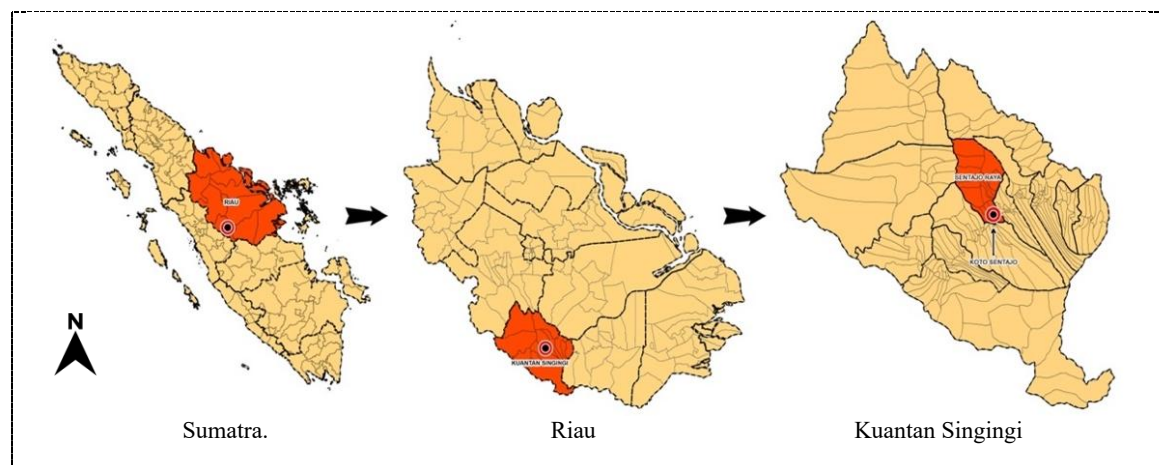 RIAU
N
Sumatra.
KUANTAN SINGINGI
Riau
SENTAJO RAYA
KOTO SENTAJO
Kuantan Singingi